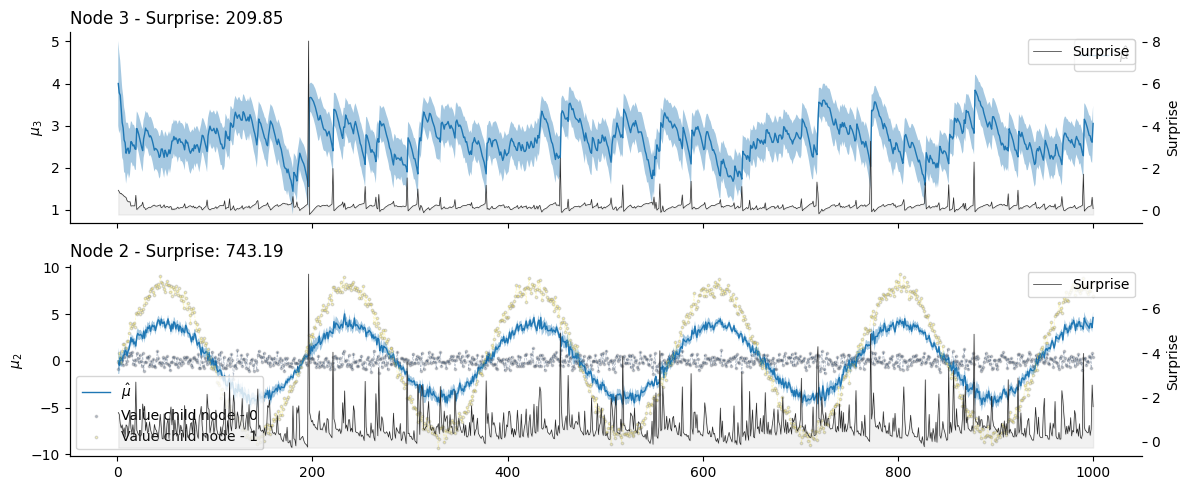 Node 3 - Surprise: 209.85
5
4
3
2
1
μ₃
Surprise
8
6
4
2
0
Surprise
Node 2 - Surprise: 743.19
10
5
0
−5
−10
μ₂
Surprise
μ̂
Value child node - 0
Value child node - 1
6
4
2
0
Surprise
0
200
400
600
800
1000